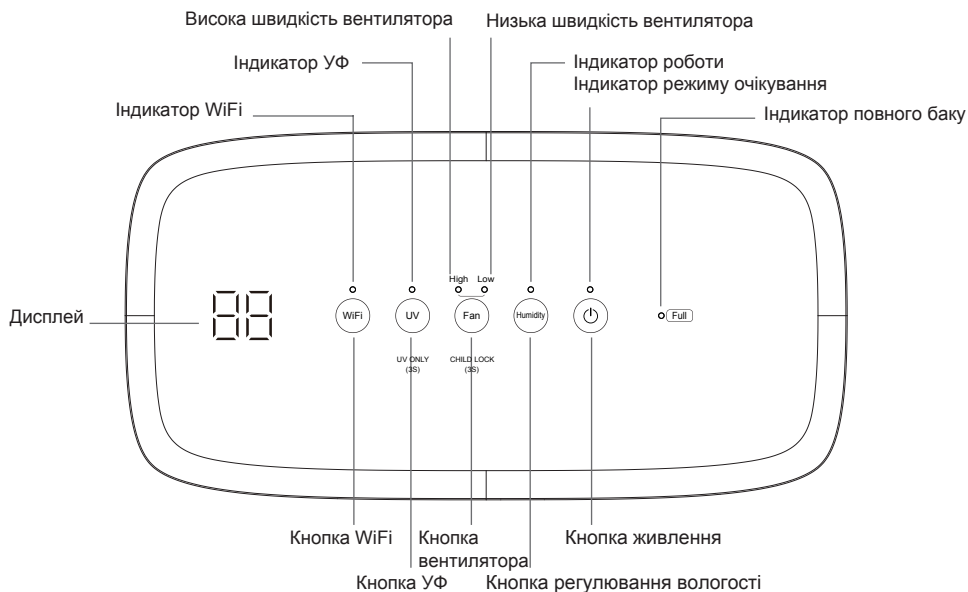 Висока швидкість вентилятора
Низька швидкість вентилятора
Індикатор УФ
Індикатор роботи
Індикатор режиму очікування
Індикатор WiFi
Індикатор повного баку
High Low
Дисплей
88
WiFi
UV
Fan
Humidity
Full
UV ONLY
(3S)
CHILD LOCK
(3S)
Кнопка WiFi
Кнопка
вентилятора
Кнопка живлення
Кнопка УФ
Кнопка регулювання вологості